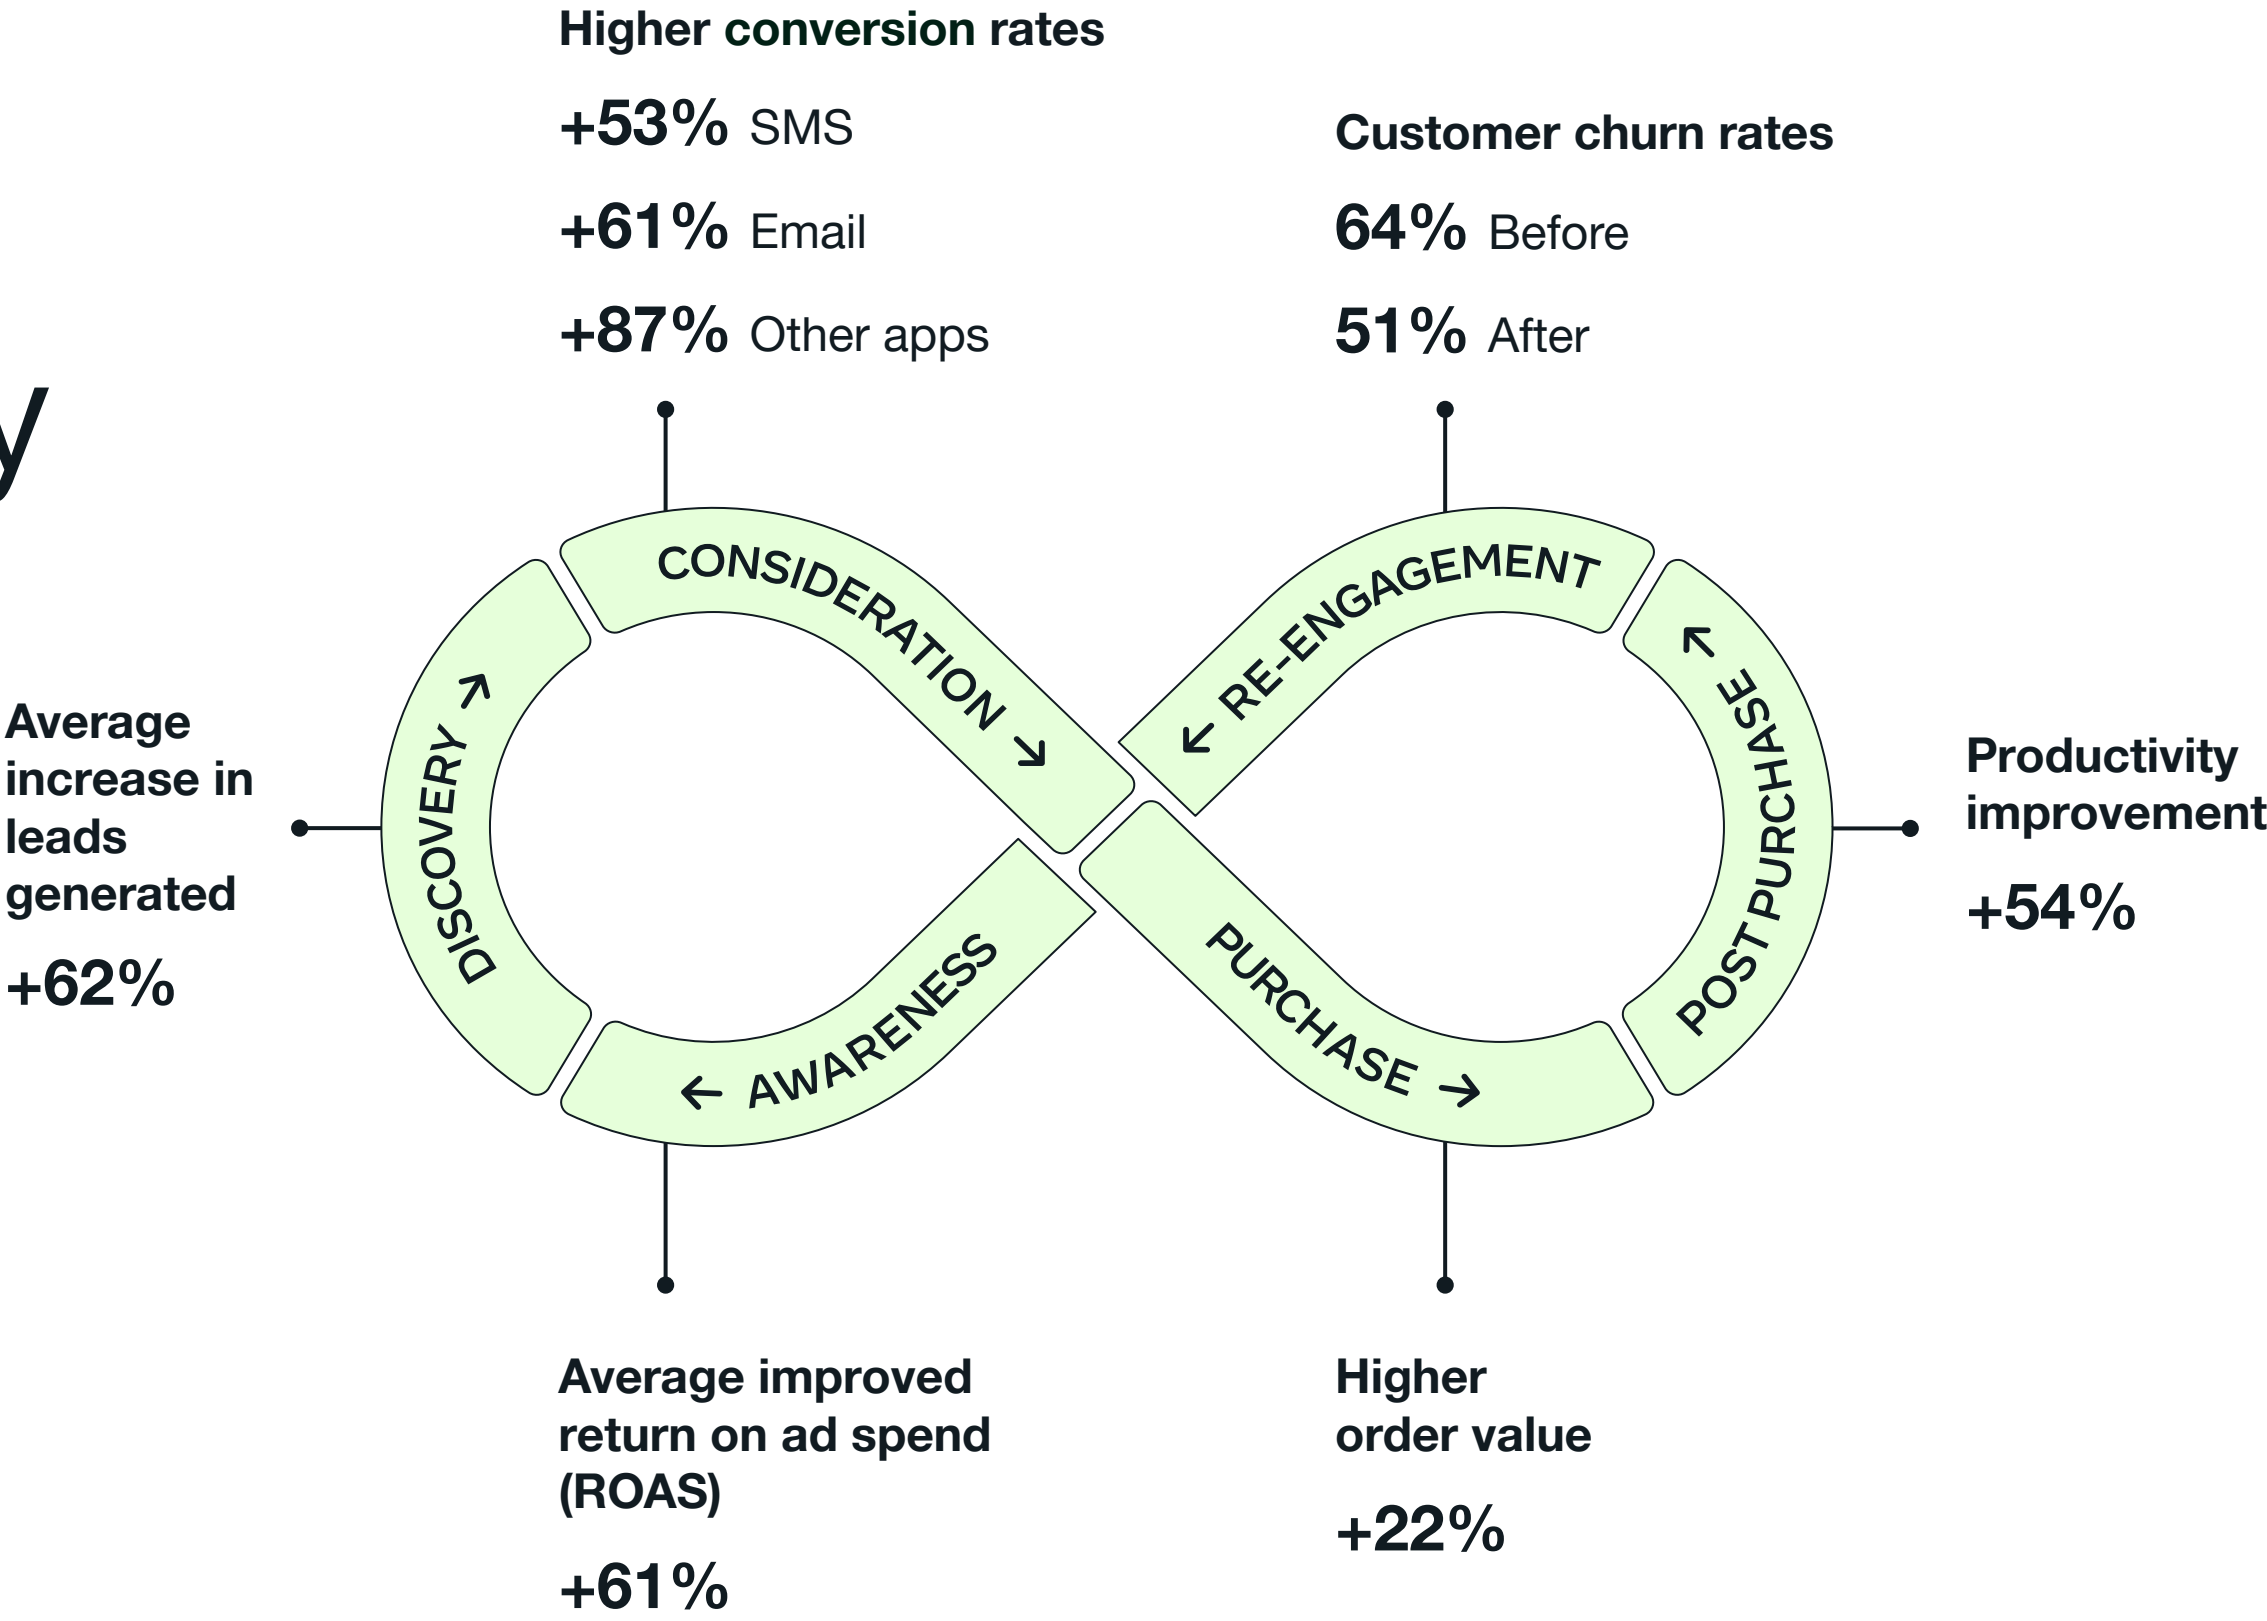 Higher conversion rates
+53% SMS
+61% Email
+87% Other apps
Customer churn rates
64% Before
51% After
y
CONSIDERATION →
← RE-ENGAGEMENT
DISCOVERY →
POST PURCHASE →
← AWARENESS
PURCHASE →
Average
increase in
leads
generated
+62%
Productivity
improvement
+54%
Average improved
return on ad spend
(ROAS)
+61%
Higher
order value
+22%